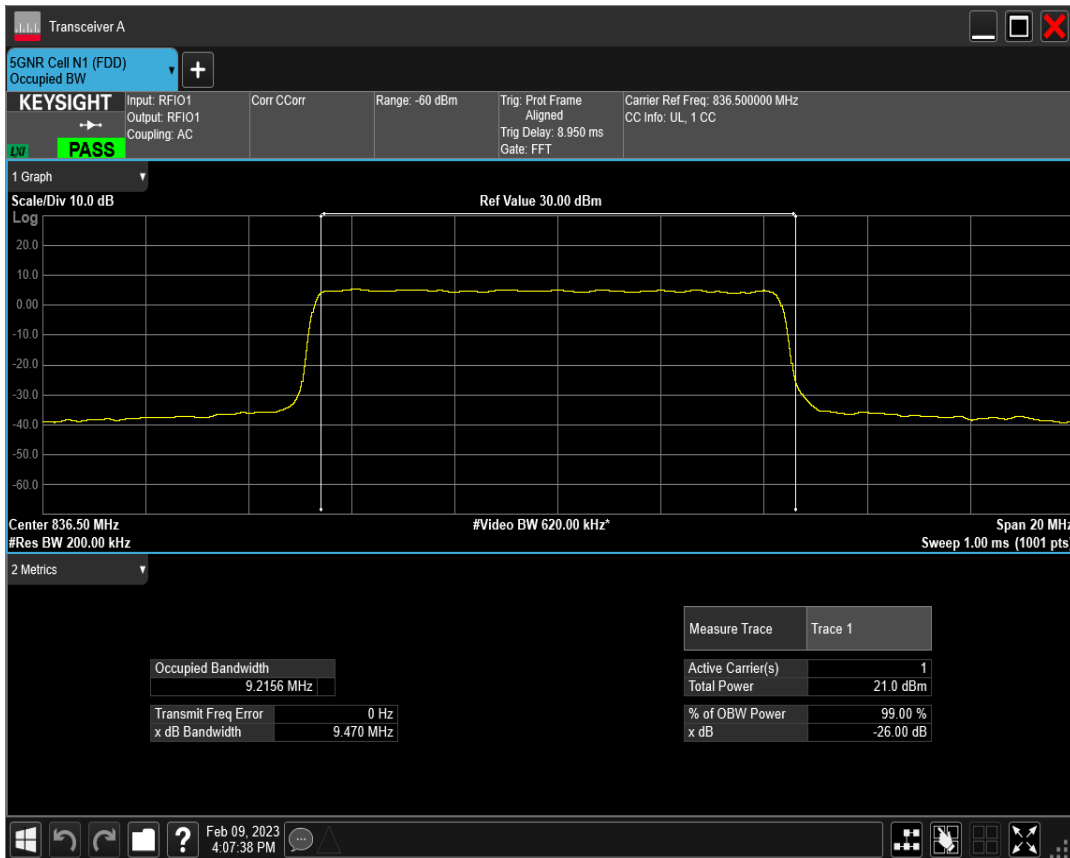 Transceiver A
5GNR Cell N1 (FDD)
Occupied BW
KEYSIGHT
LXI
PASS
Input: RFIO1
Output: RFIO1
Coupling: AC
Corr CCorr
Range: -60 dBm
Trig: Prot Frame
Aligned
Trig Delay: 8.950 ms
Gate: FFT
Carrier Ref Freq: 836.500000 MHz
CC Info: UL, 1 CC
1 Graph
Scale/Div 10.0 dB
Ref Value 30.00 dBm
Log
20.0
10.0
0.00
-10.0
-20.0
-30.0
-40.0
-50.0
-60.0
Center 836.50 MHz
#Video BW 620.00 kHz*
Span 20 MHz
#Res BW 200.00 kHz
Sweep 1.00 ms (1001 pts)
2 Metrics
Measure Trace Trace 1
Occupied Bandwidth
9.2156 MHz
Active Carrier(s) 1
Total Power 21.0 dBm
Transmit Freq Error 0 Hz
x dB Bandwidth 9.470 MHz
% of OBW Power 99.00 %
x dB -26.00 dB
Feb 09, 2023
4:07:38 PM